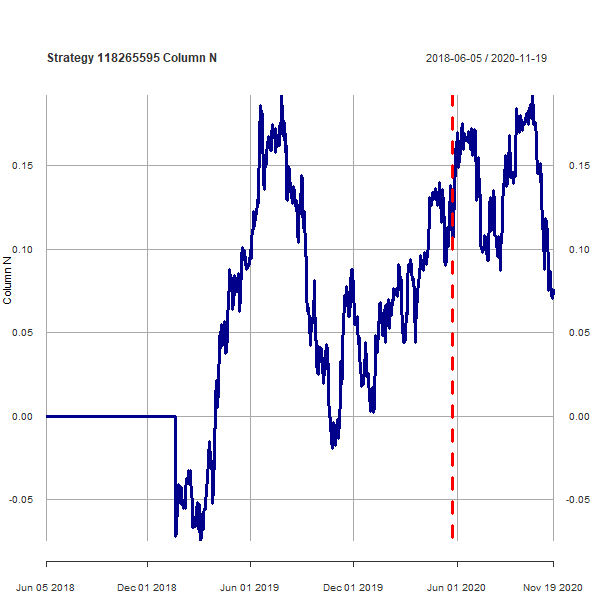 Strategy 118265595 Column N
2018-06-05 / 2020-11-19
Column N
0.15
0.10
0.05
0.00
-0.05
0.15
0.10
0.05
0.00
-0.05
Jun 05 2018
Dec 01 2018
Jun 01 2019
Dec 01 2019
Jun 01 2020
Nov 19 2020